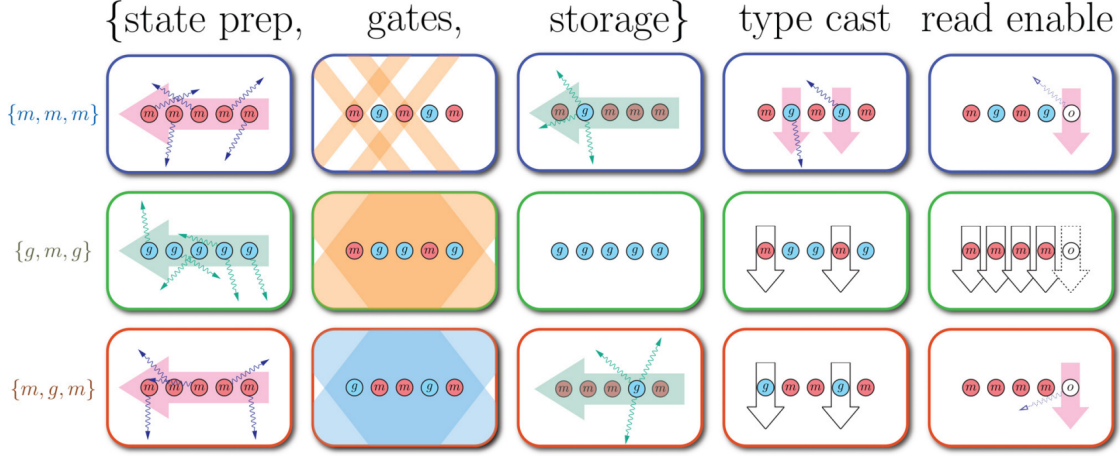 {state prep, gates, storage} type cast read enable
{m, m, m} m m m m m m g m g m m g m m m m g m g m m g m g o
{g, m, g} g g g g g m g g m g g g g g g m g g m g m m m m o
{m, g, m} m m m m m g m m g m m m m g m g m m g m m m m m o